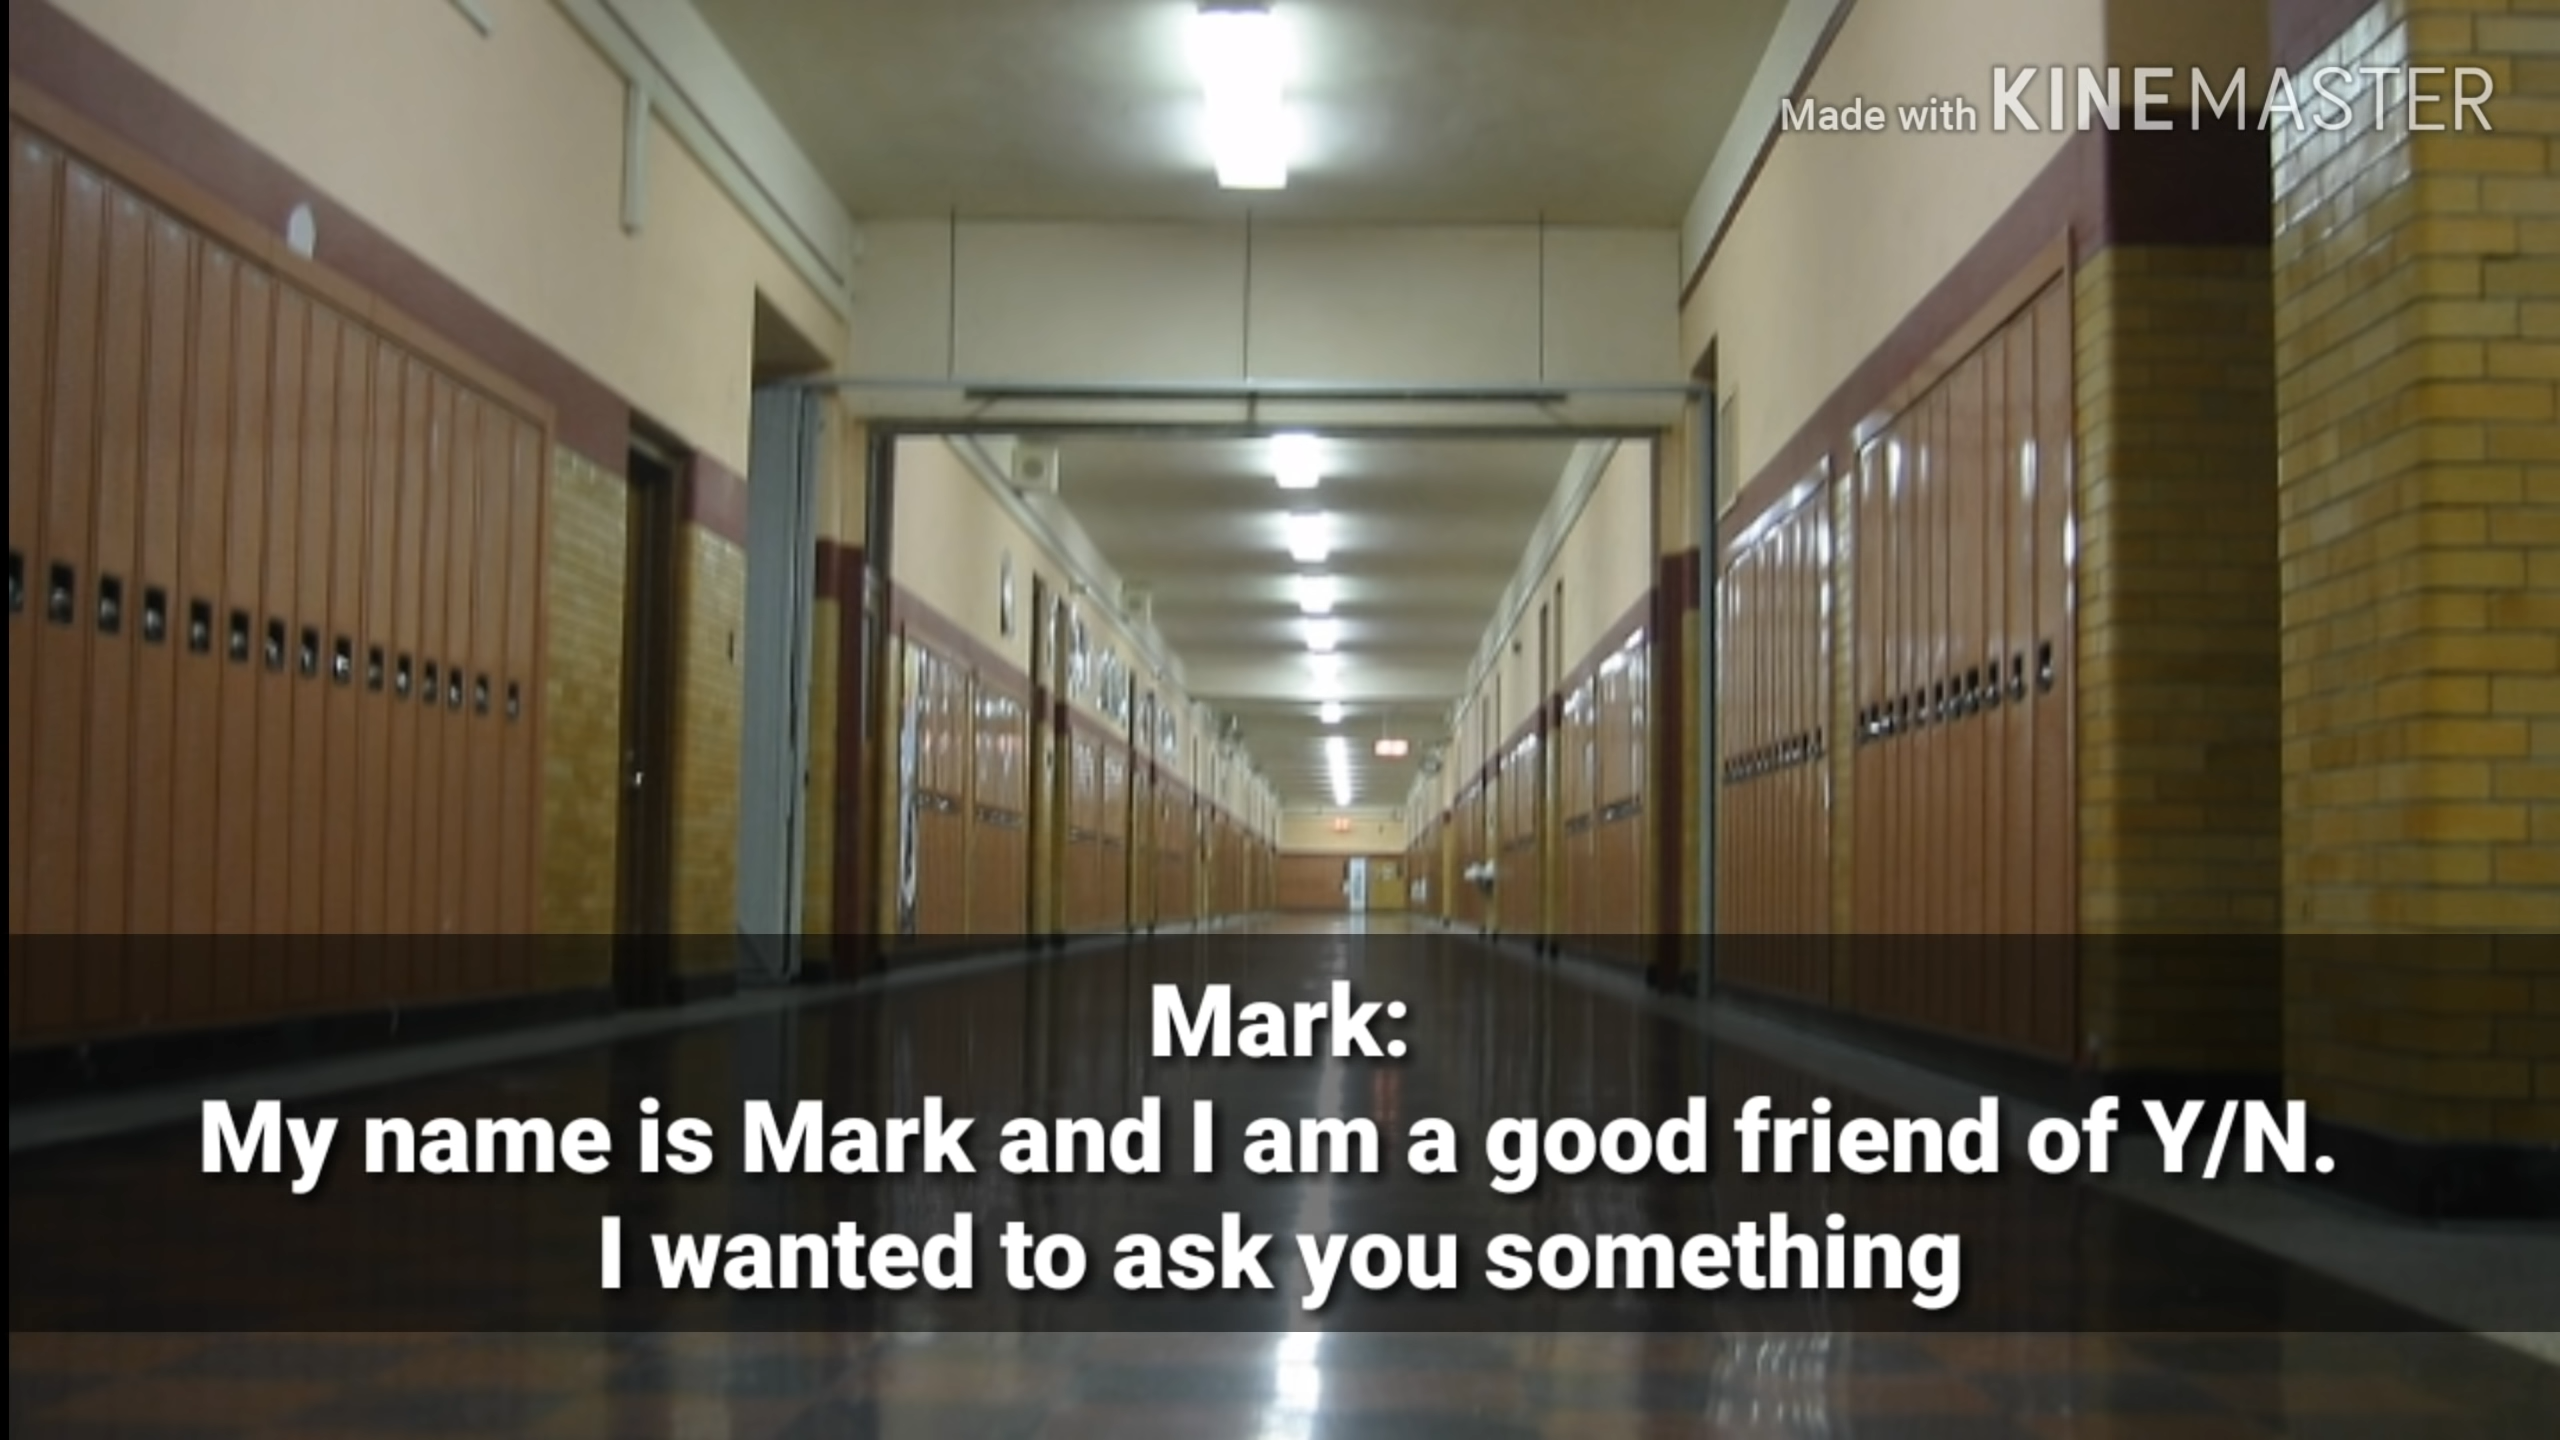 Made with KINEMASTER
Mark:
My name is Mark and I am a good friend of Y/N.
I wanted to ask you something